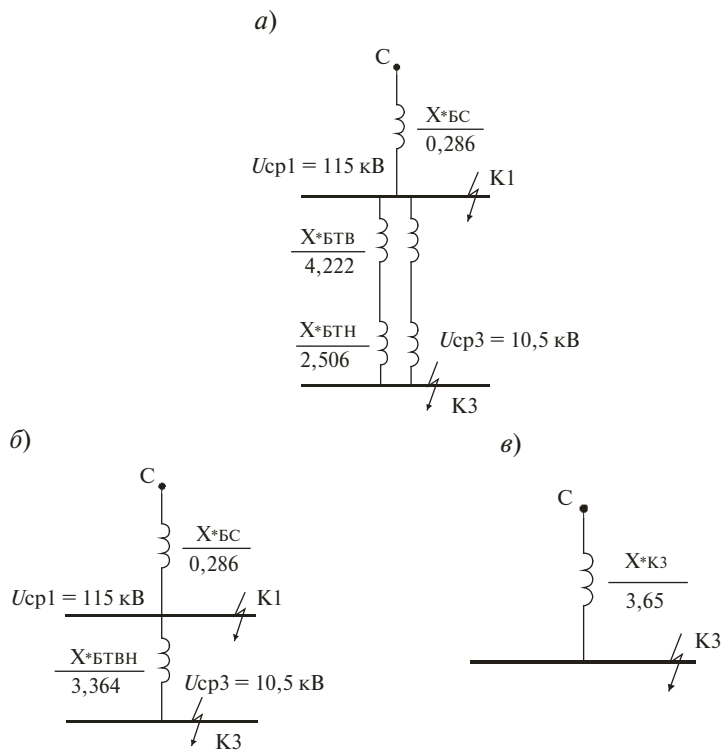 а)
С
X*БС
0,286
Uср1 = 115 кВ
К1
X*БТВ
4,222
X*БТН
2,506
Uср3 = 10,5 кВ
К3
б)
С
X*БС
0,286
Uср1 = 115 кВ
К1
X*БТВН
3,364
Uср3 = 10,5 кВ
К3
в)
С
X*К3
3,65
К3